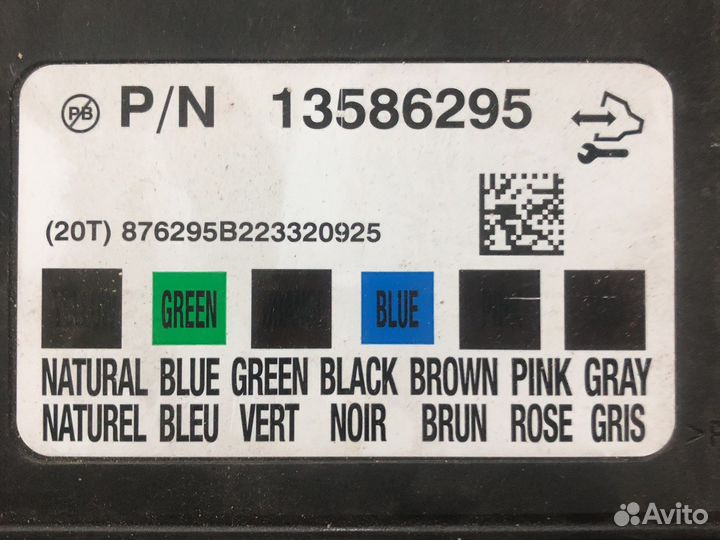 PB P/N 13586295
(20T) 876295B223320925
GREEN BLUE
NATURAL BLUE GREEN BLACK BROWN PINK GRAY
NATUREL BLEU VERT NOIR BRUN ROSE GRIS
Avito